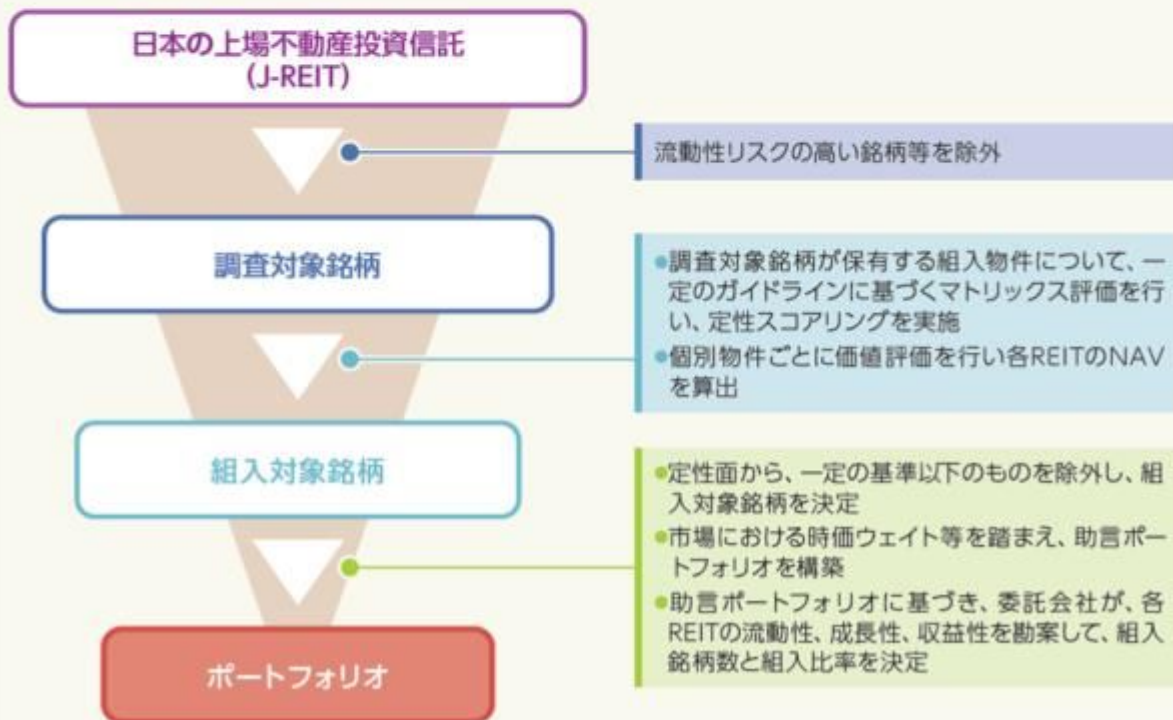 日本の上場不動産投資信託
(J-REIT)
流動性リスクの高い銘柄等を除外
調査対象銘柄
●調査対象銘柄が保有する組入物件について、一
定のガイドラインに基づくマトリックス評価を行
い、定性スコアリングを実施
●個別物件ごとに価値評価を行い各REITのNAV
を算出
組入対象銘柄
●定性面から、一定の基準以下のものを除外し、組
入対象銘柄を決定
●市場における時価ウェイト等を踏まえ、助言ポー
トフォリオを構築
●助言ポートフォリオに基づき、委託会社が、各
REITの流動性、成長性、収益性を勘案して、組入
銘柄数と組入比率を決定
ポートフォリオ